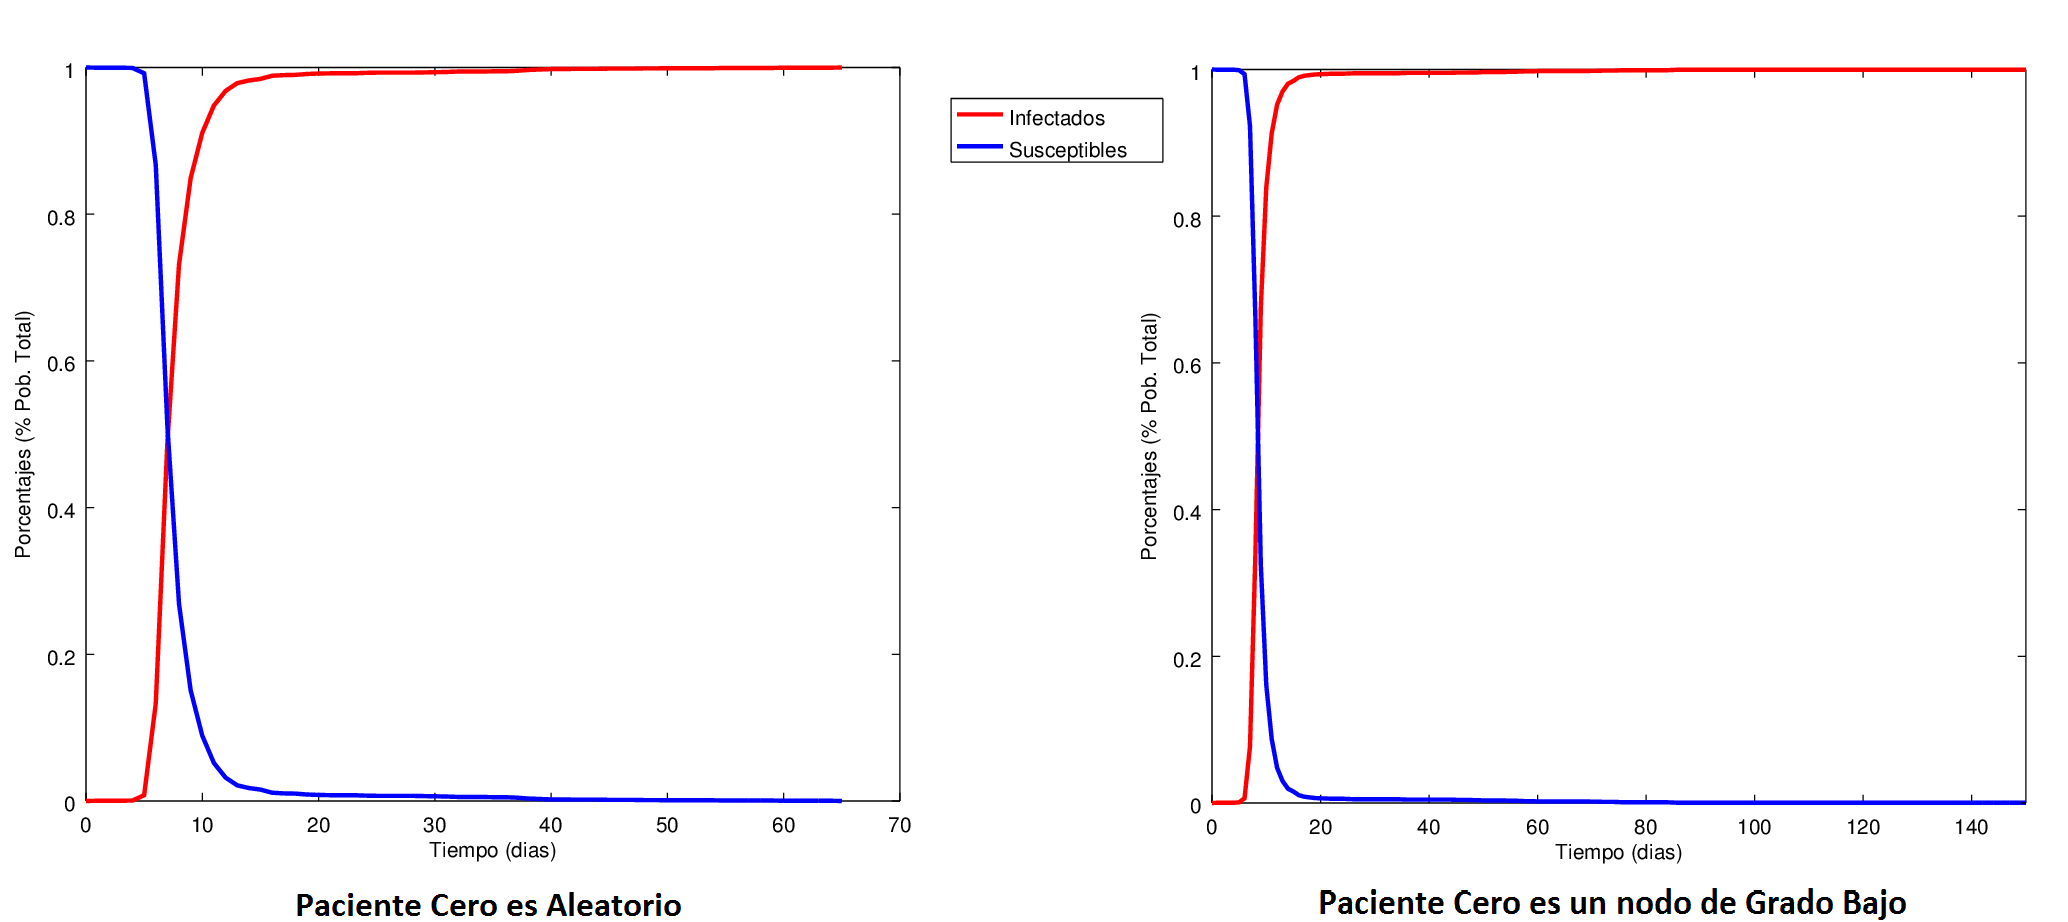 1
0.8
0.6
0.4
0.2
0
Porcentajes (% Pob. Total)
0 10 20 30 40 50 60 70
Tiempo (dias)
Paciente Cero es Aleatorio
Infectados
Susceptibles
1
0.8
0.6
0.4
0.2
0
Porcentajes (% Pob. Total)
0 20 40 60 80 100 120 140
Tiempo (dias)
Paciente Cero es un nodo de Grado Bajo